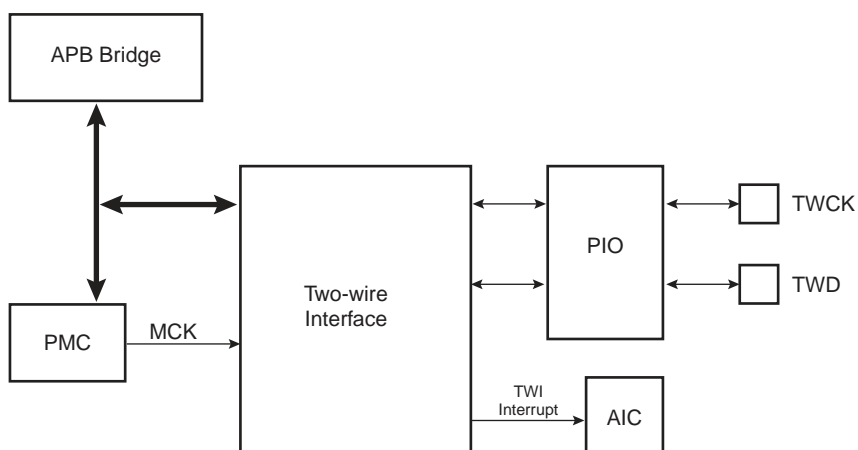 APB Bridge
TWCK
PIO
Two-wire
Interface
TWD
PMC
MCK
TWI
Interrupt
AIC